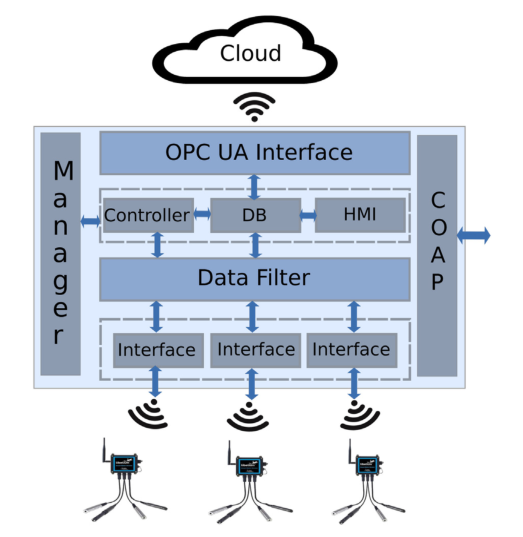 Cloud
OPC UA Interface
Manager
Controller
DB
HMI
COAP
Data Filter
Interface
Interface
Interface